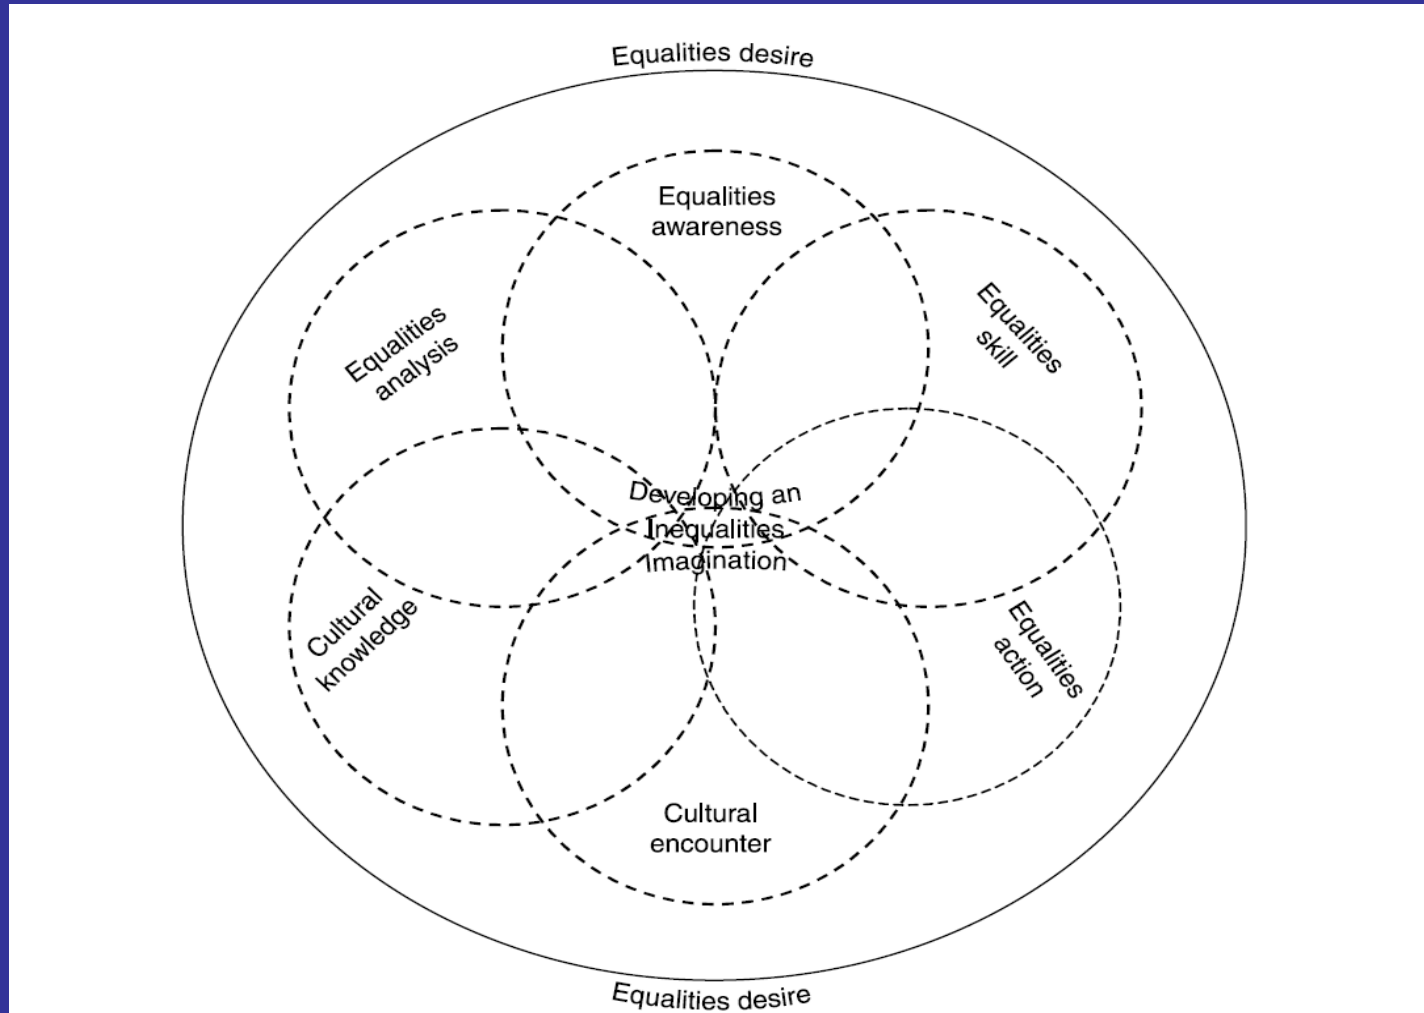 Equalities desire
Equalities
awareness
Equalities
skill
Equalities
analysis
Developing an
Inequalities
Imagination
Cultural
knowledge
Equalities
action
Cultural
encounter
Equalities desire